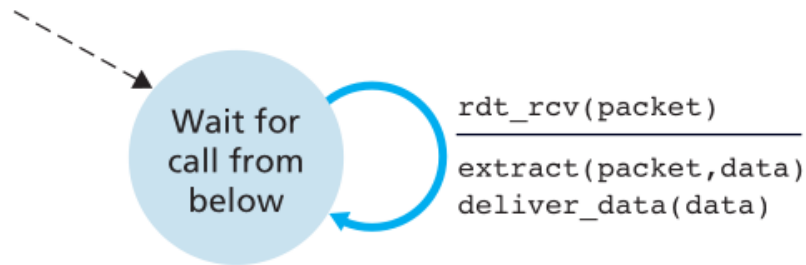 Wait for
call from
below
rdt_rcv(packet)
extract(packet,data)
deliver_data(data)